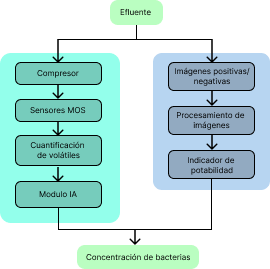 Efluente
Compresor
Sensores MOS
Cuantificación
de volátiles
Modulo IA
Imágenes positivas/
negativas
Procesamiento de
imágenes
Indicador de
potabilidad
Concentración de bacterias